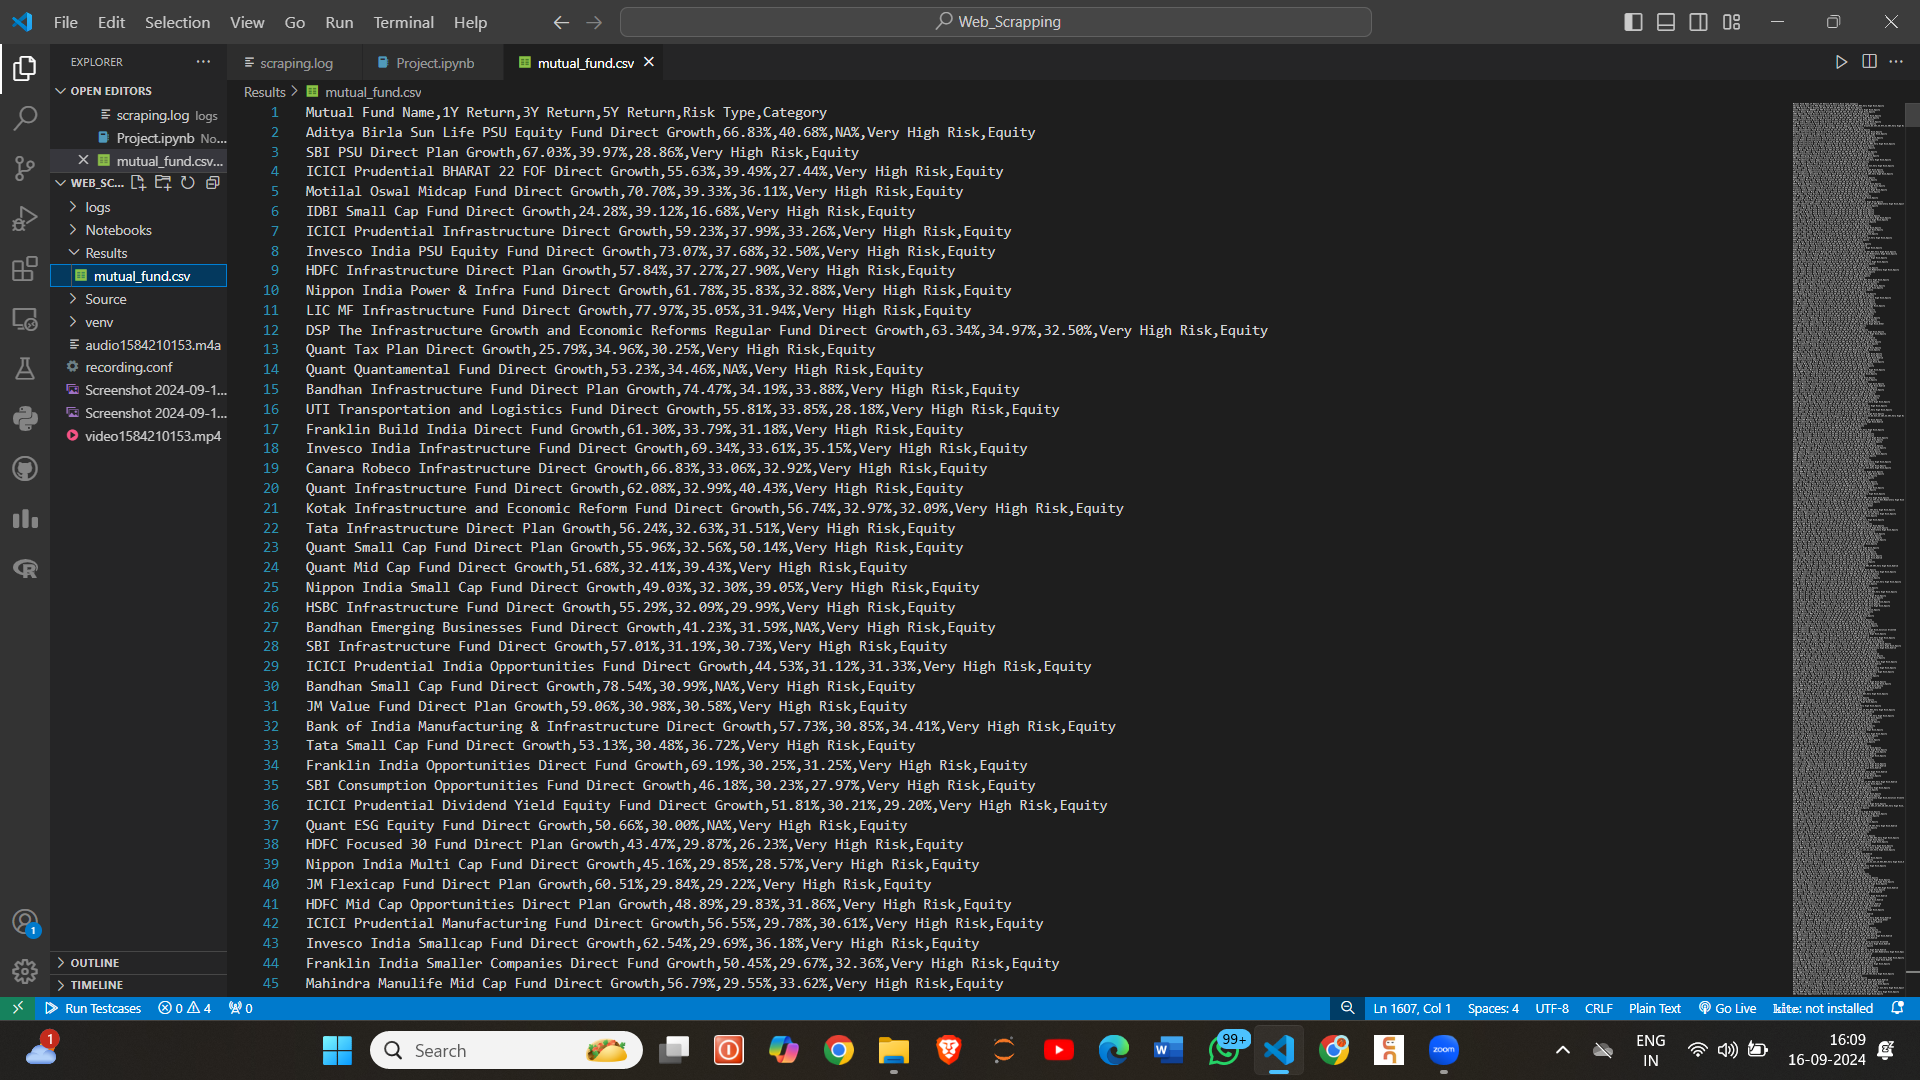 File Edit Selection View Go Run Terminal Help
Web_Scrapping
EXPLORER
OPEN EDITORS
scraping.log logs
Project.ipynb No...
mutual_fund.csv...
WEB_SC...
logs
Notebooks
Results
mutual_fund.csv
Source
venv
audio1584210153.m4a
recording.conf
Screenshot 2024-09-1...
Screenshot 2024-09-1...
video1584210153.mp4
OUTLINE
TIMELINE
scraping.log Project.ipynb mutual_fund.csv
Results > mutual_fund.csv
1 Mutual Fund Name,1Y Return,3Y Return,5Y Return,Risk Type,Category
2 Aditya Birla Sun Life PSU Equity Fund Direct Growth,66.83%,40.68%,NA%,Very High Risk,Equity
3 SBI PSU Direct Plan Growth,67.03%,39.97%,28.86%,Very High Risk,Equity
4 ICICI Prudential BHARAT 22 FOF Direct Growth,55.63%,39.49%,27.44%,Very High Risk,Equity
5 Motilal Oswal Midcap Fund Direct Growth,70.70%,39.33%,36.11%,Very High Risk,Equity
6 IDBI Small Cap Fund Direct Growth,24.28%,39.12%,16.68%,Very High Risk,Equity
7 ICICI Prudential Infrastructure Direct Growth,59.23%,37.99%,33.26%,Very High Risk,Equity
8 Invesco India PSU Equity Fund Direct Growth,73.07%,37.68%,32.50%,Very High Risk,Equity
9 HDFC Infrastructure Direct Plan Growth,57.84%,37.27%,27.90%,Very High Risk,Equity
10 Nippon India Power & Infra Fund Direct Growth,61.78%,35.83%,32.88%,Very High Risk,Equity
11 LIC MF Infrastructure Fund Direct Growth,77.97%,35.05%,31.94%,Very High Risk,Equity
12 DSP The Infrastructure Growth and Economic Reforms Regular Fund Direct Growth,63.34%,34.97%,32.50%,Very High Risk,Equity
13 Quant Tax Plan Direct Growth,25.79%,34.96%,30.25%,Very High Risk,Equity
14 Quant Quantamental Fund Direct Growth,53.23%,34.46%,NA%,Very High Risk,Equity
15 Bandhan Infrastructure Fund Direct Plan Growth,74.47%,34.19%,33.88%,Very High Risk,Equity
16 UTI Transportation and Logistics Fund Direct Growth,55.81%,33.85%,28.18%,Very High Risk,Equity
17 Franklin Build India Direct Fund Growth,61.30%,33.79%,31.18%,Very High Risk,Equity
18 Invesco India Infrastructure Fund Direct Growth,69.34%,33.61%,35.15%,Very High Risk,Equity
19 Canara Robeco Infrastructure Direct Growth,66.83%,33.06%,32.92%,Very High Risk,Equity
20 Quant Infrastructure Fund Direct Growth,62.08%,32.99%,40.43%,Very High Risk,Equity
21 Kotak Infrastructure and Economic Reform Fund Direct Growth,56.74%,32.97%,32.09%,Very High Risk,Equity
22 Tata Infrastructure Direct Plan Growth,56.24%,32.63%,31.51%,Very High Risk,Equity
23 Quant Small Cap Fund Direct Plan Growth,55.96%,32.56%,50.14%,Very High Risk,Equity
24 Quant Mid Cap Fund Direct Growth,51.68%,32.41%,39.43%,Very High Risk,Equity
25 Nippon India Small Cap Fund Direct Growth,49.03%,32.30%,39.05%,Very High Risk,Equity
26 HSBC Infrastructure Fund Direct Growth,55.29%,32.09%,29.99%,Very High Risk,Equity
27 Bandhan Emerging Businesses Fund Direct Growth,41.23%,31.59%,NA%,Very High Risk,Equity
28 SBI Infrastructure Fund Direct Growth,57.01%,31.19%,30.73%,Very High Risk,Equity
29 ICICI Prudential India Opportunities Fund Direct Growth,44.53%,31.12%,31.33%,Very High Risk,Equity
30 Bandhan Small Cap Fund Direct Growth,78.54%,30.99%,NA%,Very High Risk,Equity
31 JM Value Fund Direct Plan Growth,59.06%,30.98%,30.58%,Very High Risk,Equity
32 Bank of India Manufacturing & Infrastructure Direct Growth,57.73%,30.85%,34.41%,Very High Risk,Equity
33 Tata Small Cap Fund Direct Growth,53.13%,30.48%,36.72%,Very High Risk,Equity
34 Franklin India Opportunities Direct Fund Growth,69.19%,30.25%,31.25%,Very High Risk,Equity
35 SBI Consumption Opportunities Fund Direct Growth,46.18%,30.23%,27.97%,Very High Risk,Equity
36 ICICI Prudential Dividend Yield Equity Fund Direct Growth,51.81%,30.21%,29.20%,Very High Risk,Equity
37 Quant ESG Equity Fund Direct Growth,50.66%,30.00%,NA%,Very High Risk,Equity
38 HDFC Focused 30 Fund Direct Plan Growth,43.47%,29.87%,26.23%,Very High Risk,Equity
39 Nippon India Multi Cap Fund Direct Growth,45.16%,29.85%,28.57%,Very High Risk,Equity
40 JM Flexicap Fund Direct Plan Growth,60.51%,29.84%,29.22%,Very High Risk,Equity
41 HDFC Mid Cap Opportunities Direct Plan Growth,48.89%,29.83%,31.86%,Very High Risk,Equity
42 ICICI Prudential Manufacturing Fund Direct Growth,56.55%,29.78%,30.61%,Very High Risk,Equity
43 Invesco India Smallcap Fund Direct Growth,62.54%,29.69%,36.18%,Very High Risk,Equity
44 Franklin India Smaller Companies Direct Fund Growth,50.45%,29.67%,32.36%,Very High Risk,Equity
45 Mahindra Manulife Mid Cap Fund Direct Growth,56.79%,29.55%,33.62%,Very High Risk,Equity
1
Run Testcases 0 4 0 Ln 1607, Col 1 Spaces: 4 UTF-8 CRLF Plain Text Go Live kite: not installed
1 Search W 99+ zoom ENG IN 16:09 16-09-2024